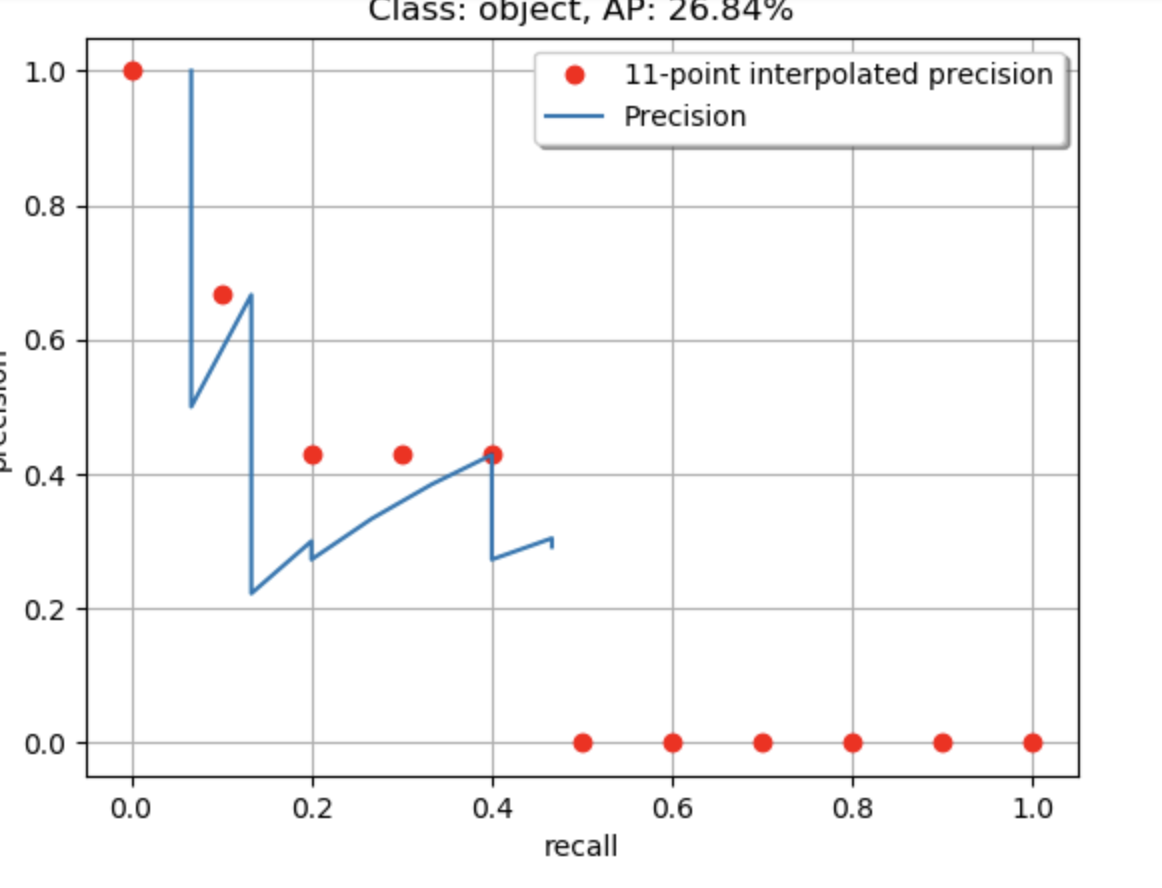 Class: object, AP: 26.84%
11-point interpolated precision
Precision
precision
1.0
0.8
0.6
0.4
0.2
0.0
0.0 0.2 0.4 0.6 0.8 1.0
recall